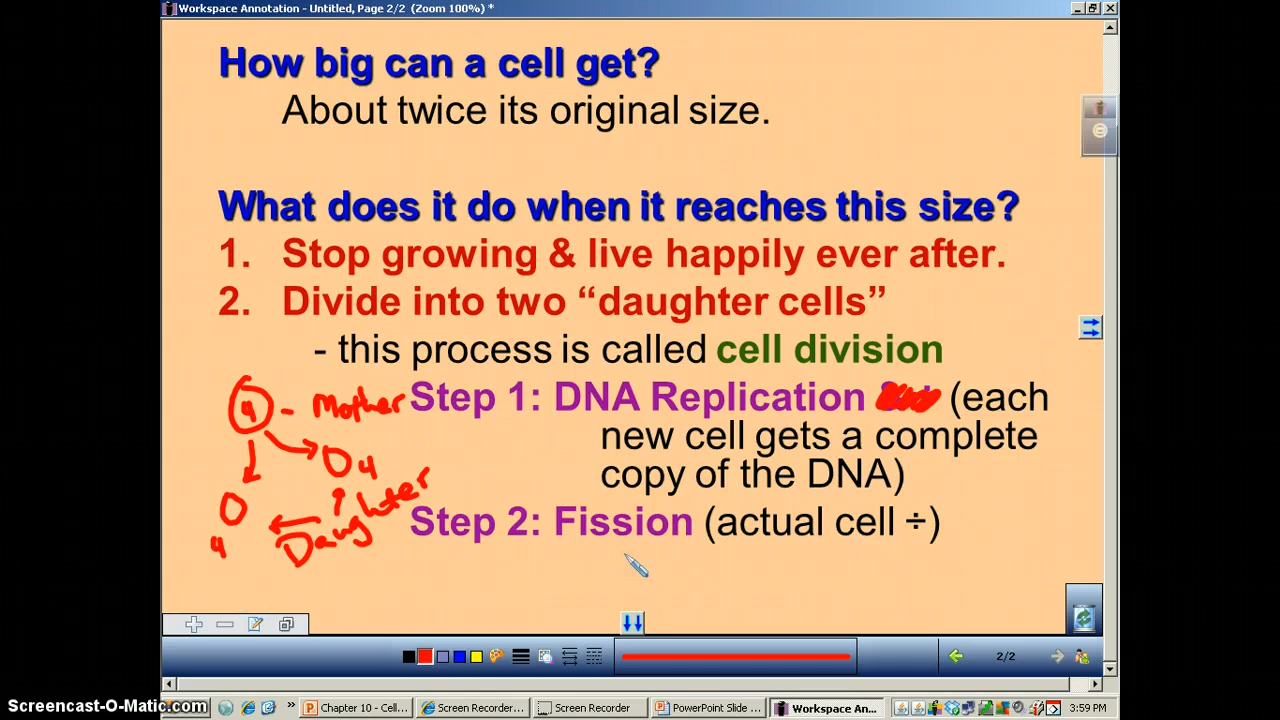 Workspace Annotation - Untitled, Page 2/2 (Zoom 100%) *
How big can a cell get?
About twice its original size.
What does it do when it reaches this size?
1. Stop growing & live happily ever after.
2. Divide into two “daughter cells”
- this process is called cell division
4 - Mother
Step 1: DNA Replication (each
new cell gets a complete
copy of the DNA)
4
Daughter
4
Step 2: Fission (actual cell ÷)
2/2
Screencast-O-Matic.com
Chapter 10 - Cell...
Screen Recorder...
Screen Recorder
PowerPoint Slide ...
Workspace An...
3:59 PM